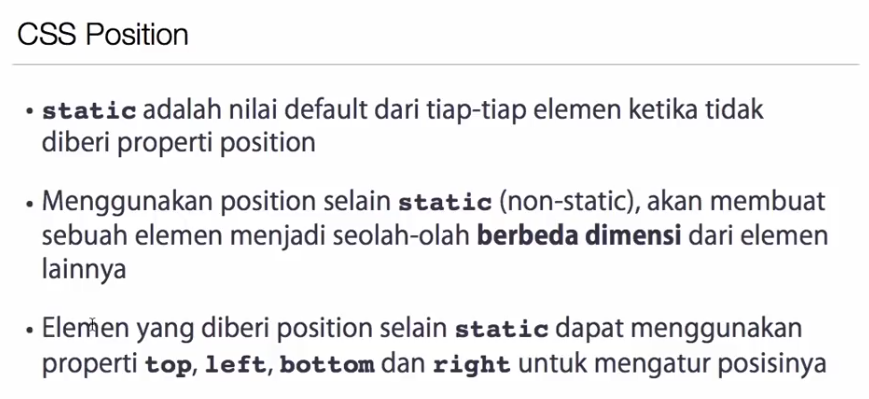 CSS Position
• static adalah nilai default dari tiap-tiap elemen ketika tidak
diberi properti position
• Menggunakan position selain static (non-static), akan membuat
sebuah elemen menjadi seolah-olah berbeda dimensi dari elemen
lainnya
• Elemen yang diberi position selain static dapat menggunakan
properti top, left, bottom dan right untuk mengatur posisinya